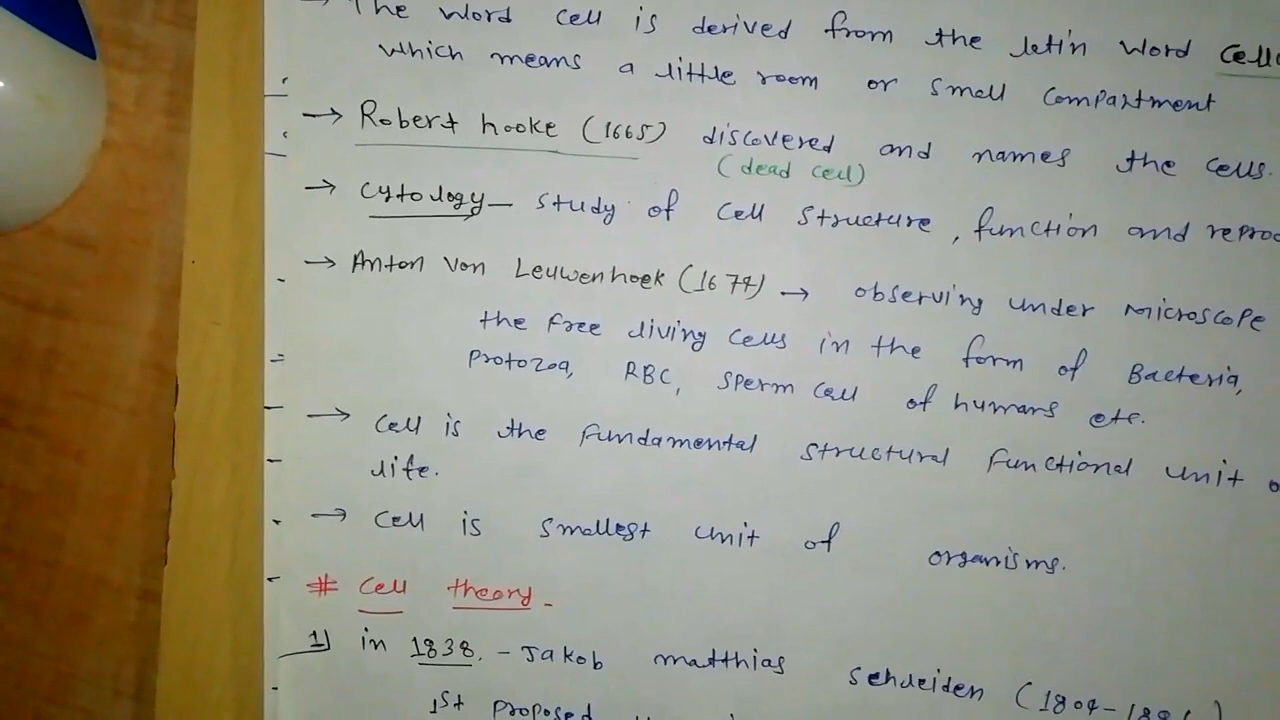 → The word cell is derived from the letin word
which means a little room or small compartment
→ Robert hooke (1665) discovered and names the cells.
(dead cell)
→ Cytology— study of cell structure, function and
→ Anton Von Leuwenhoek (1674) → observing under microscope
the free living cells in the form of Bacteria,
protozoa, RBC, sperm cell of humans etc.
→ cell is the fundamental structural functional unit
life.
→ cell is smallest unit of organisms.
# cell theory -
1) in 1838. - Jakob matthias schleiden (1804-
1st proposed